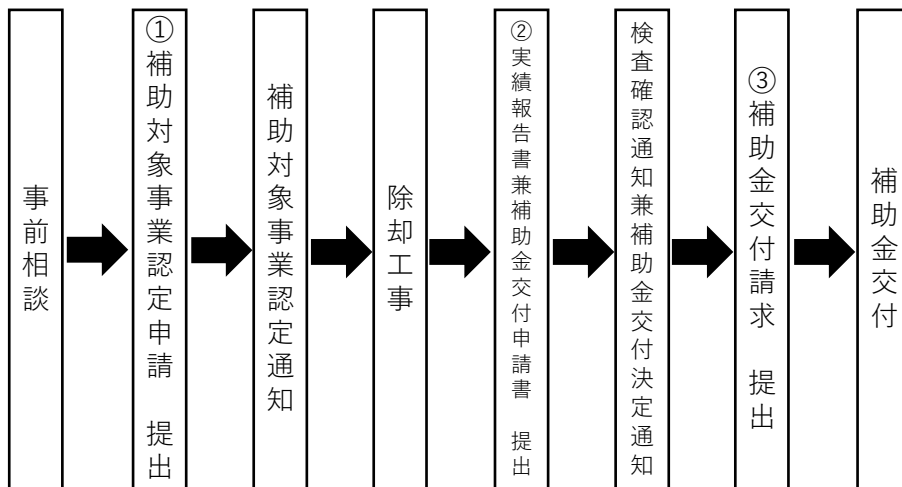 事前相談
①補助対象事業認定申請　提出
補助対象事業認定通知
除却工事
②実績報告書兼補助金交付申請書　提出
検査確認通知兼補助金交付決定通知
③補助金交付請求　提出
補助金交付